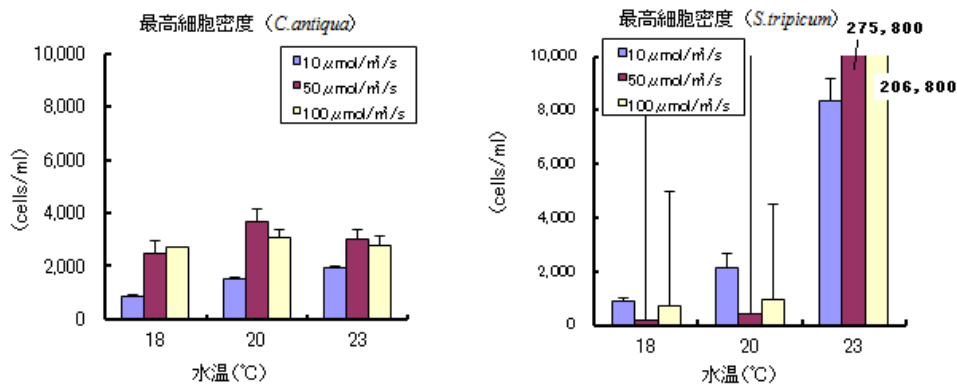 最高細胞密度（C.antiqua）
10,000
8,000
6,000
4,000
2,000
0
(cells/ml)
10μmol/㎡/s
50μmol/㎡/s
100μmol/㎡/s
18 20 23
水温(℃)
最高細胞密度（S.tripicum）
275,800
206,800
10,000
8,000
6,000
4,000
2,000
0
(cells/ml)
10μmol/㎡/s
50μmol/㎡/s
100μmol/㎡/s
18 20 23
水温(℃)